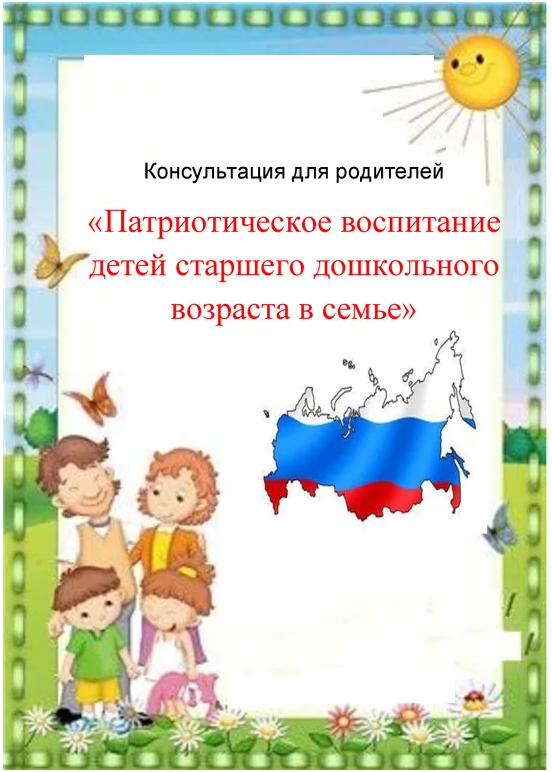 Консультация для родителей
«Патриотическое воспитание
детей старшего дошкольного
возраста в семье»